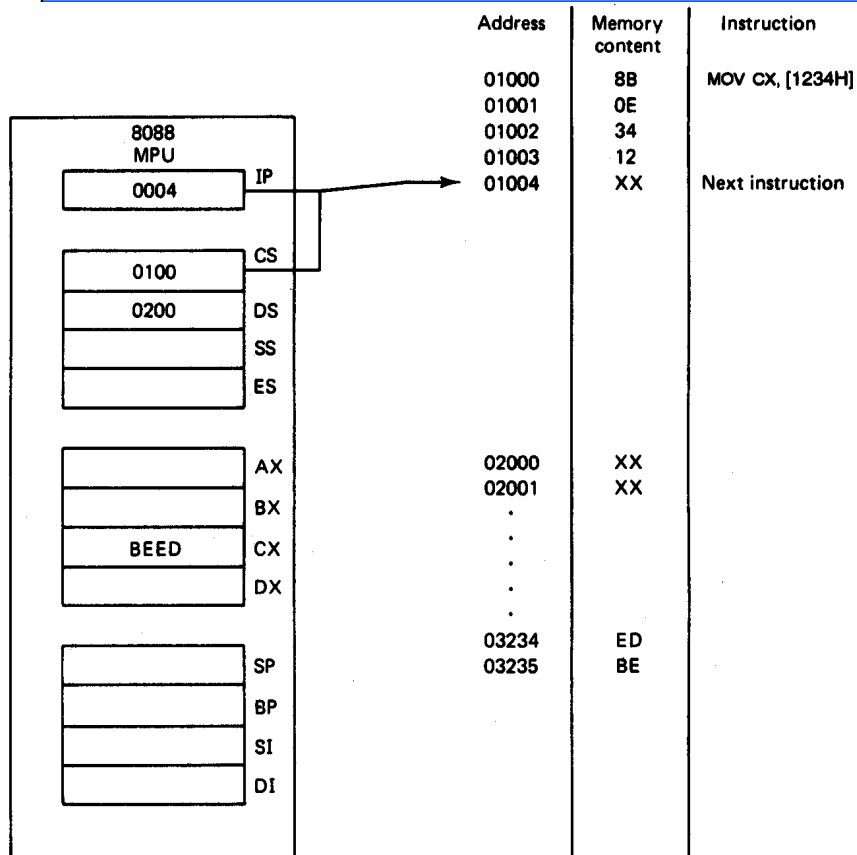 Address Memory content Instruction
01000 8B MOV CX, [1234H]
01001 0E
01002 34
01003 12
01004 XX Next instruction
8088
MPU
0004 IP
0100 CS
0200 DS
SS
ES
AX
BX
BEED CX
DX
SP
BP
SI
DI
02000 XX
02001 XX
03234 ED
03235 BE